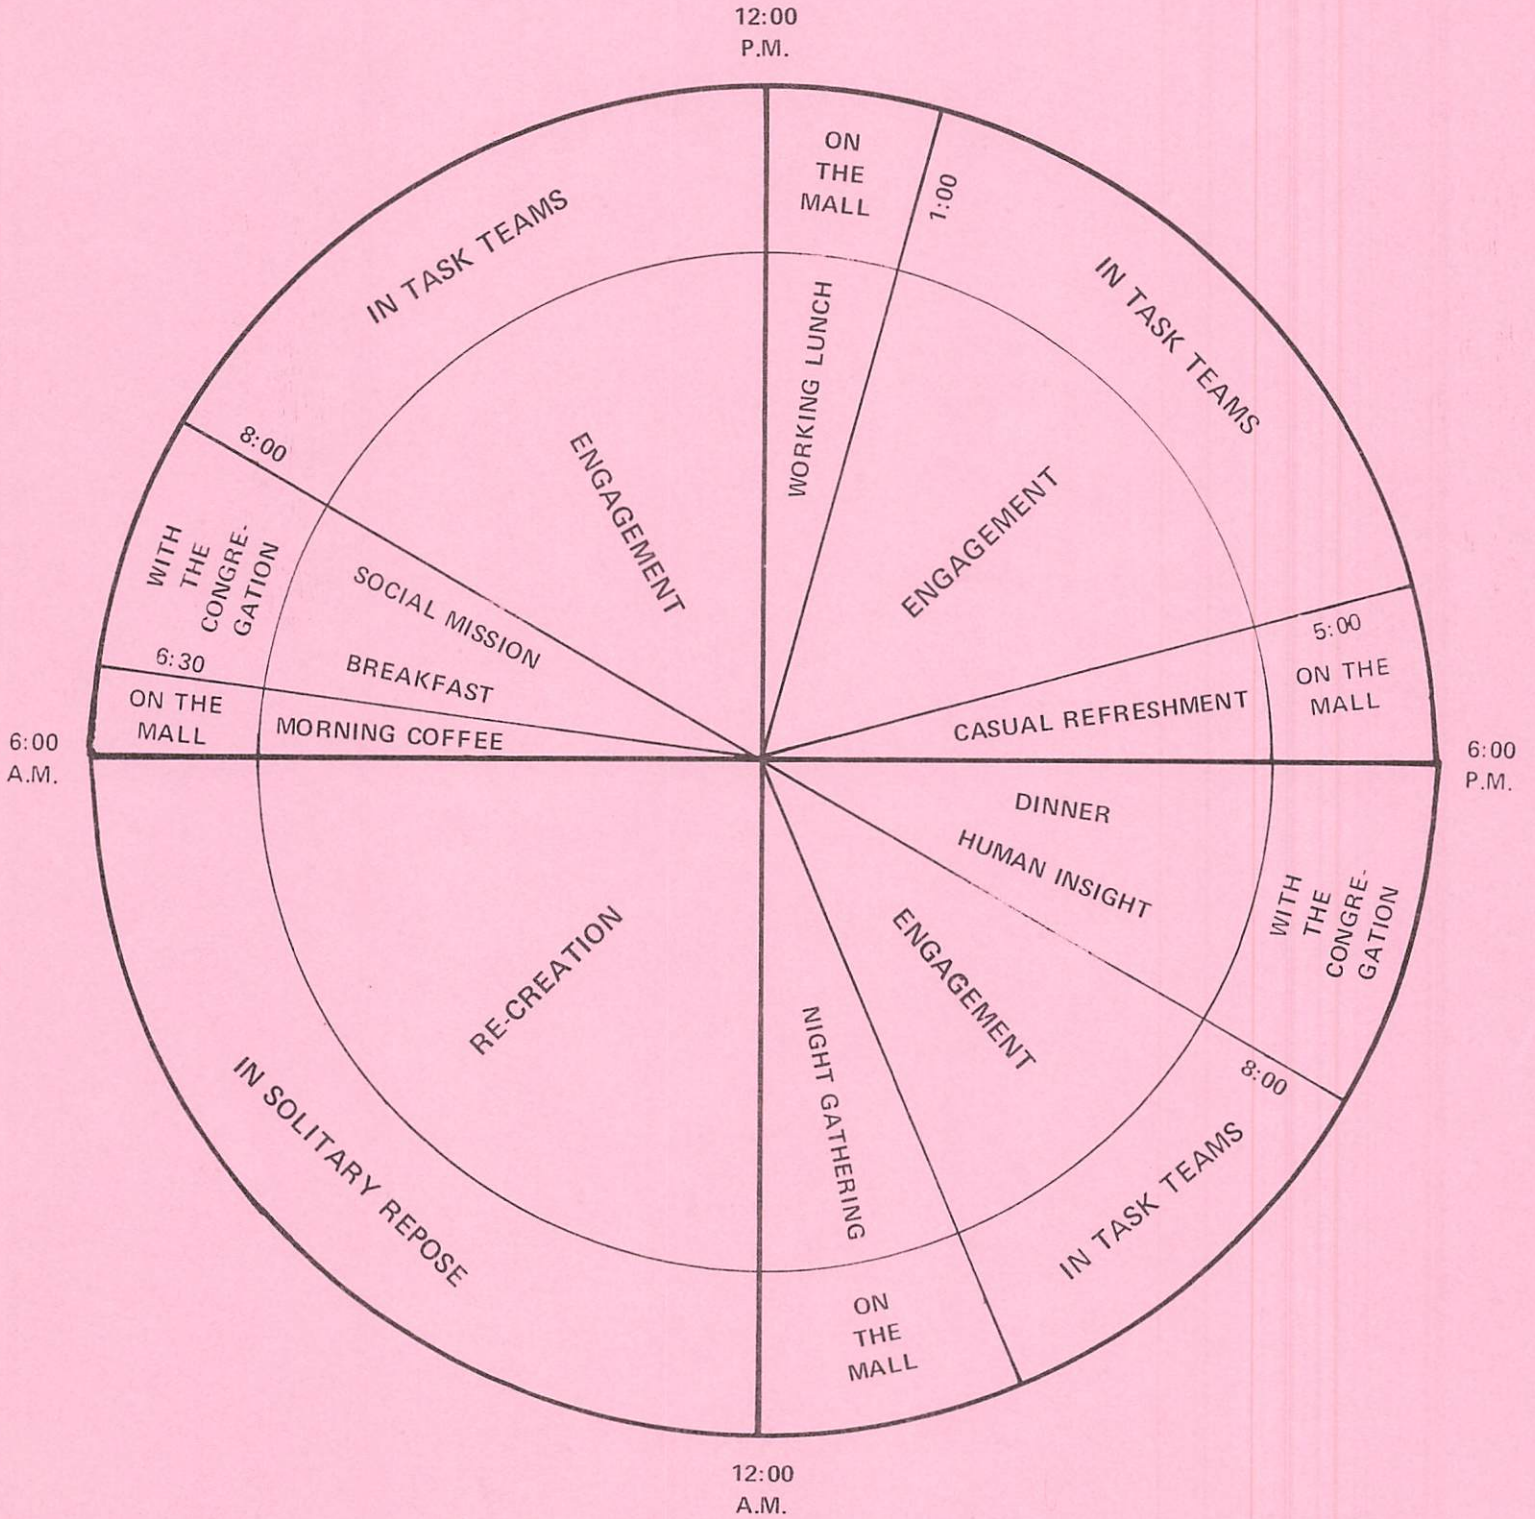 12:00
P.M.
ON
THE
MALL
1:00
WORKING LUNCH
IN TASK TEAMS
ENGAGEMENT
5:00
ON THE
MALL
CASUAL REFRESHMENT
6:00
P.M.
DINNER
HUMAN INSIGHT
WITH
THE
CONGRE-
GATION
8:00
ENGAGEMENT
IN TASK TEAMS
NIGHT GATHERING
ON
THE
MALL
12:00
A.M.
RE-CREATION
IN SOLITARY REPOSE
6:00
A.M.
ON THE
MALL
MORNING COFFEE
6:30
WITH
THE
CONGRE-
GATION
SOCIAL MISSION
BREAKFAST
8:00
IN TASK TEAMS
ENGAGEMENT